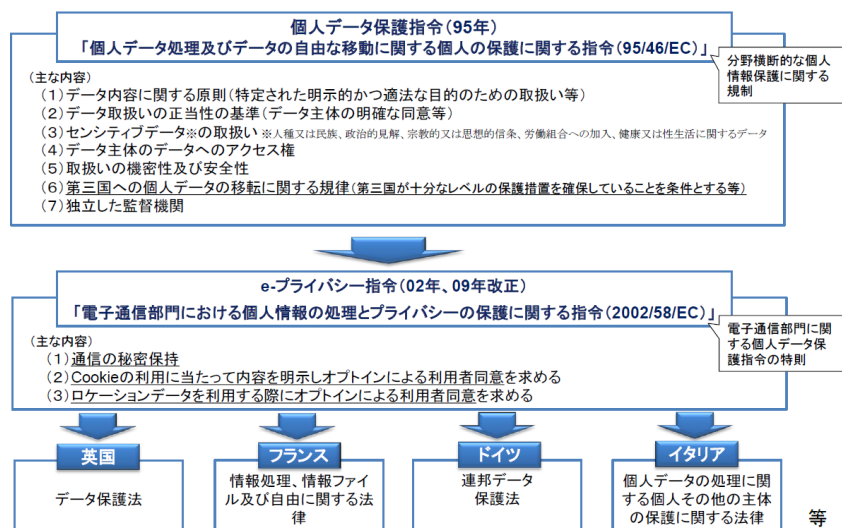 個人データ保護指令(95年)
「個人データ処理及びデータの自由な移動に関する個人の保護に関する指令(95/46/EC)」
分野横断的な個人
情報保護に関する
規制
(主な内容)
(1)データ内容に関する原則(特定された明示的かつ適法な目的のための取扱い等)
(2)データ取扱いの正当性の基準(データ主体の明確な同意等)
(3)センシティブデータ※の取扱い ※人種又は民族、政治的見解、宗教的又は思想的信条、労働組合への加入、健康又は性生活に関するデータ
(4)データ主体のデータへのアクセス権
(5)取扱いの機密性及び安全性
(6)第三国への個人データの移転に関する規律(第三国が十分なレベルの保護措置を確保していることを条件とする等)
(7)独立した監督機関
e-プライバシー指令(02年、09年改正)
「電子通信部門における個人情報の処理とプライバシーの保護に関する指令(2002/58/EC)」
電子通信部門に関
する個人データ保
護指令の特則
(主な内容)
(1)通信の秘密保持
(2)Cookieの利用に当たって内容を明示しオプトインによる利用者同意を求める
(3)ロケーションデータを利用する際にオプトインによる利用者同意を求める
英国
データ保護法
フランス
情報処理、情報ファイ
ル及び自由に関する法
律
ドイツ
連邦データ
保護法
イタリア
個人データの処理に関
する個人その他の主体
の保護に関する法律
等